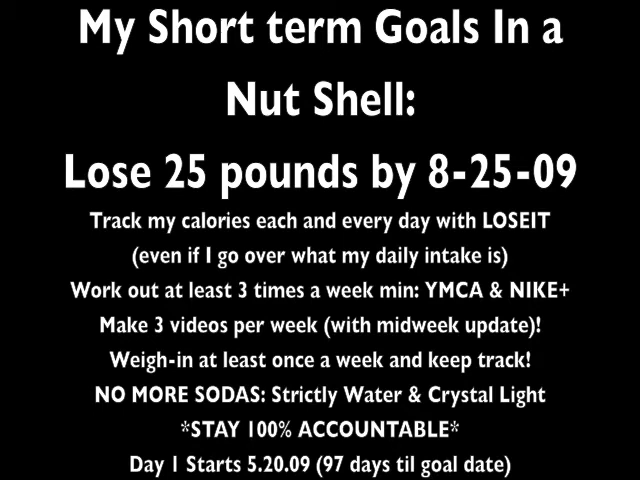 My Short term Goals In a
Nut Shell:
Lose 25 pounds by 8-25-09
Track my calories each and every day with LOSEIT
(even if I go over what my daily intake is)
Work out at least 3 times a week min: YMCA & NIKE+
Make 3 videos per week (with midweek update)!
Weigh-in at least once a week and keep track!
NO MORE SODAS: Strictly Water & Crystal Light
*STAY 100% ACCOUNTABLE*
Day 1 Starts 5.20.09 (97 days til goal date)